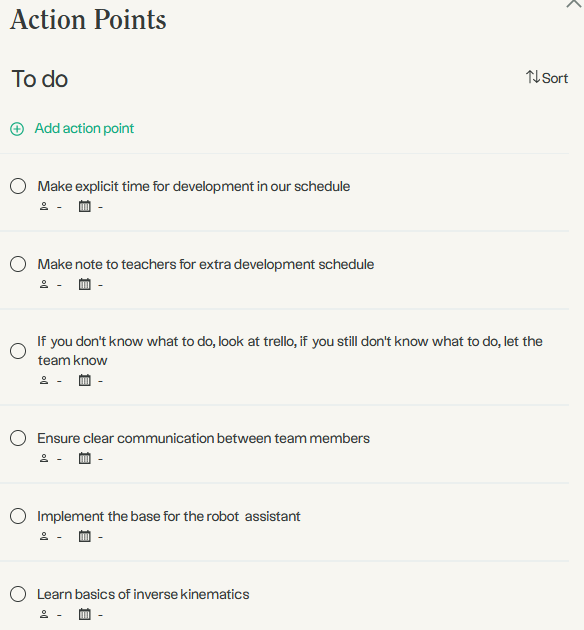 Action Points
To do
Sort
Add action point
Make explicit time for development in our schedule
- -
Make note to teachers for extra development schedule
- -
If you don't know what to do, look at trello, if you still don't know what to do, let the
team know
- -
Ensure clear communication between team members
- -
Implement the base for the robot assistant
- -
Learn basics of inverse kinematics
- -